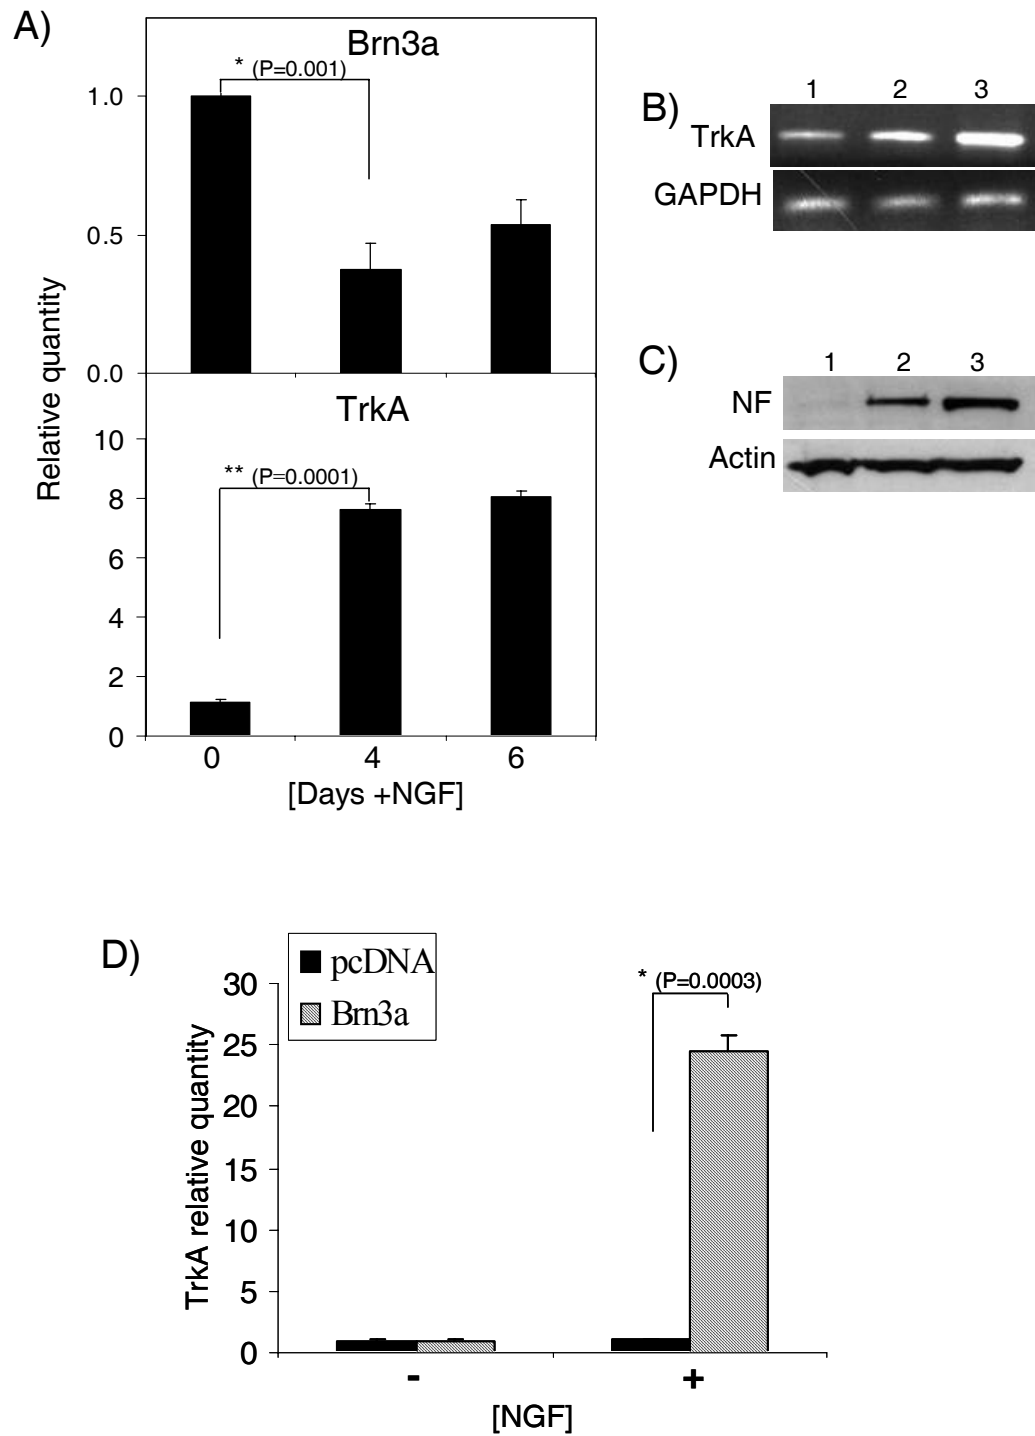 A)
Brn3a
* (P=0.001)
1.0
0.5
0.0
Relative quantity
TrkA
10
** (P=0.0001)
8
6
4
2
0
0 4 6
[Days +NGF]
B)
1 2 3
TrkA
GAPDH
C)
1 2 3
NF
Actin
D)
pcDNA
Brn3a
* (P=0.0003)
30
25
20
15
10
5
0
TrkA relative quantity
- +
[NGF]